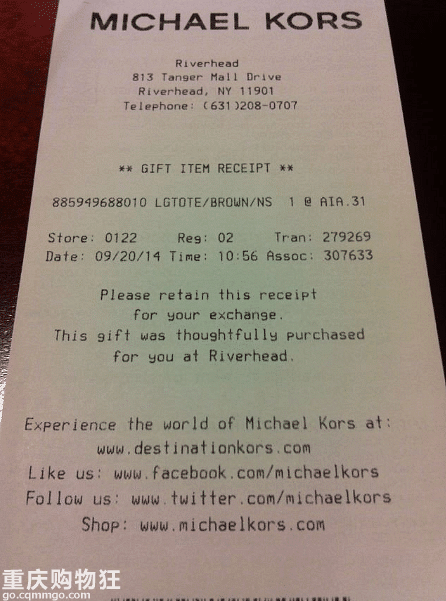 MICHAEL KORS
Riverhead
813 Tanger Mall Drive
Riverhead, NY 11901
Telephone: (631)208-0707
** GIFT ITEM RECEIPT **
885949688010 LGTOTE/BROWN/NS 1 @ AIA.31
Store: 0122 Reg: 02 Tran: 279269
Date: 09/20/14 Time: 10:56 Assoc: 307633
Please retain this receipt
for your exchange.
This gift was thoughtfully purchased
for you at Riverhead.
Experience the world of Michael Kors at:
www.destinationkors.com
Like us: www.facebook.com/michaelkors
Follow us: www.twitter.com/michaelkors
Shop: www.michaelkors.com
重庆购物狂
go.cqmmgo.com